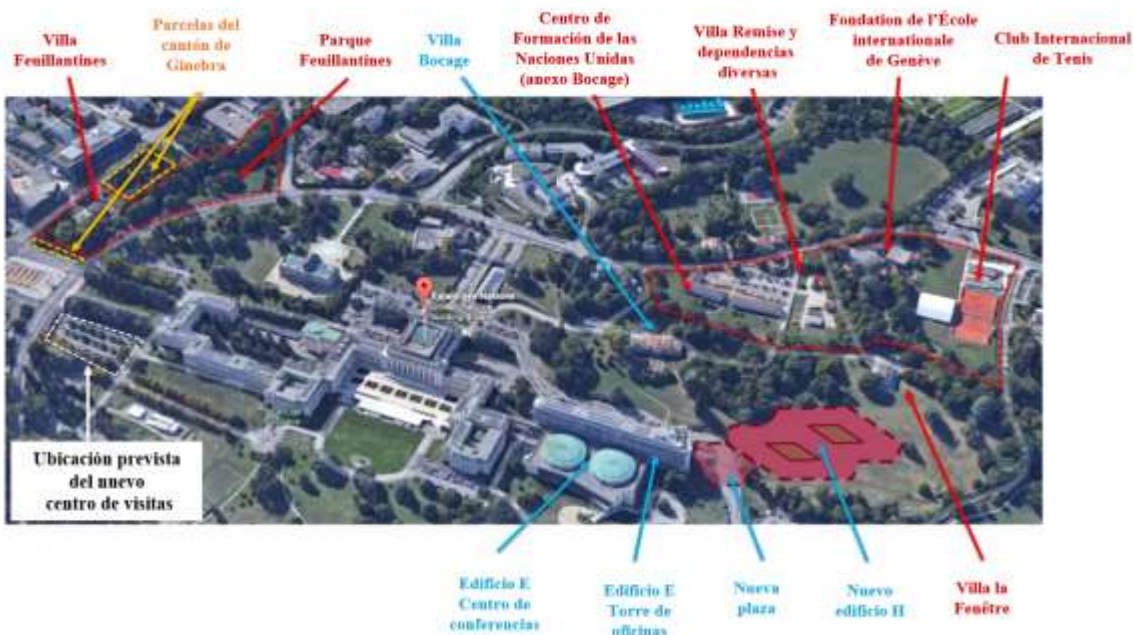 Villa
Feuillantines
Parcelas del
cantón de
Ginebra
Parque
Feuillantines
Villa
Bocage
Centro de
Formación de las
Naciones Unidas
(anexo Bocage)
Villa Remise y
dependencias
diversas
Fondation de l'École
internationale
de Genève
Club Internacional
de Tenis
Ubicación prevista
del nuevo
centro de visitas
Edificio E
Centro de
conferencias
Edificio E
Torre de
oficinas
Nueva
plaza
Nuevo
edificio H
Villa la
Fenêtre